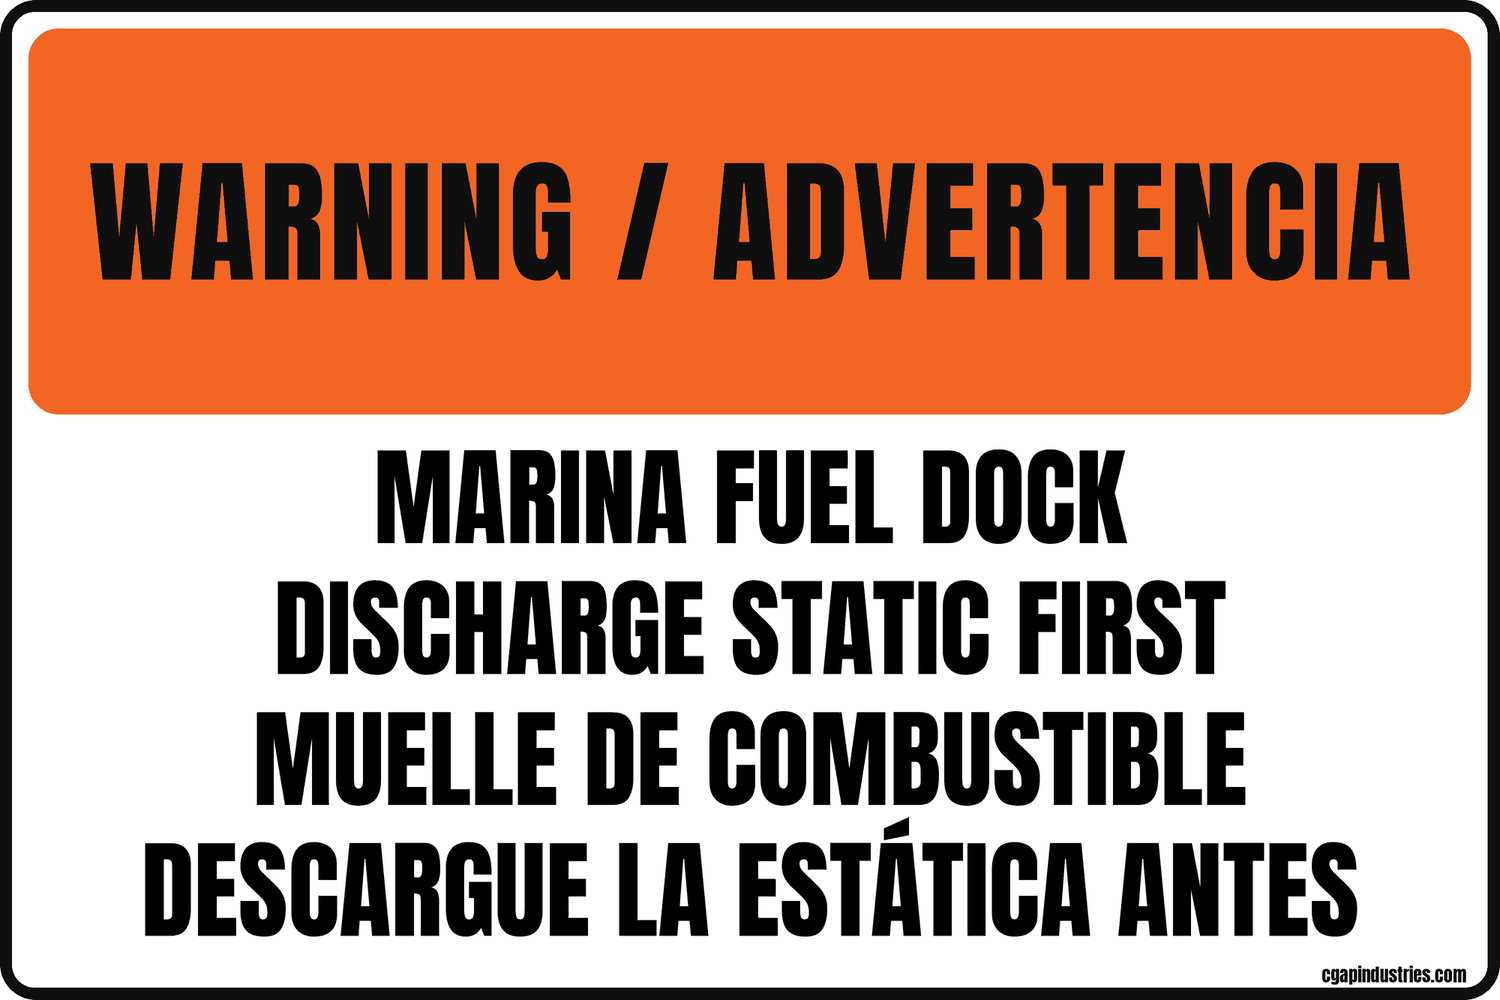 WARNING / ADVERTENCIA
MARINA FUEL DOCK
DISCHARGE STATIC FIRST
MUELLE DE COMBUSTIBLE
DESCARGUE LA ESTÁTICA ANTES
cgapindustries.com